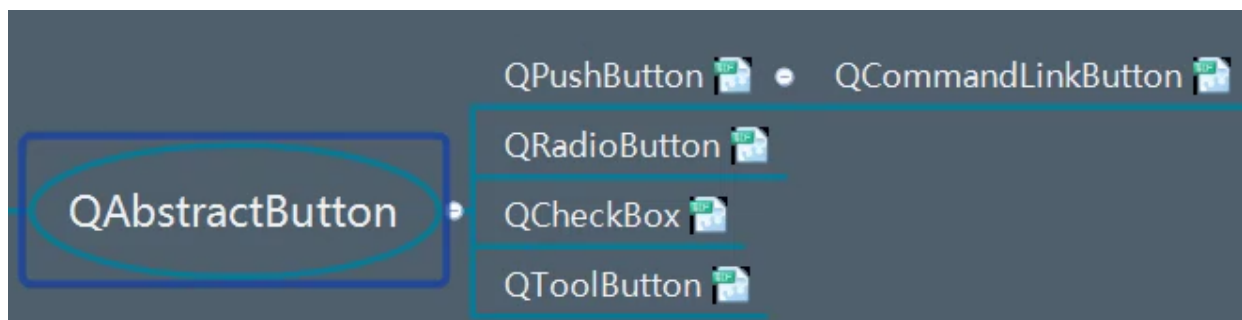 QPushButton QCommandLinkButton
QRadioButton
QAbstractButton
QCheckBox
QToolButton